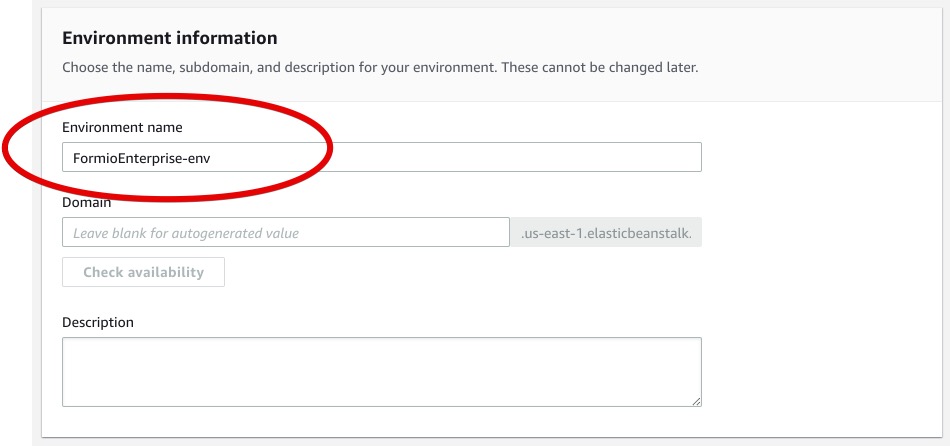 Environment information
Choose the name, subdomain, and description for your environment. These cannot be changed later.
Environment name
FormioEnterprise-env
Domain
Leave blank for autogenerated value
.us-east-1.elasticbeanstalk.
Check availability
Description